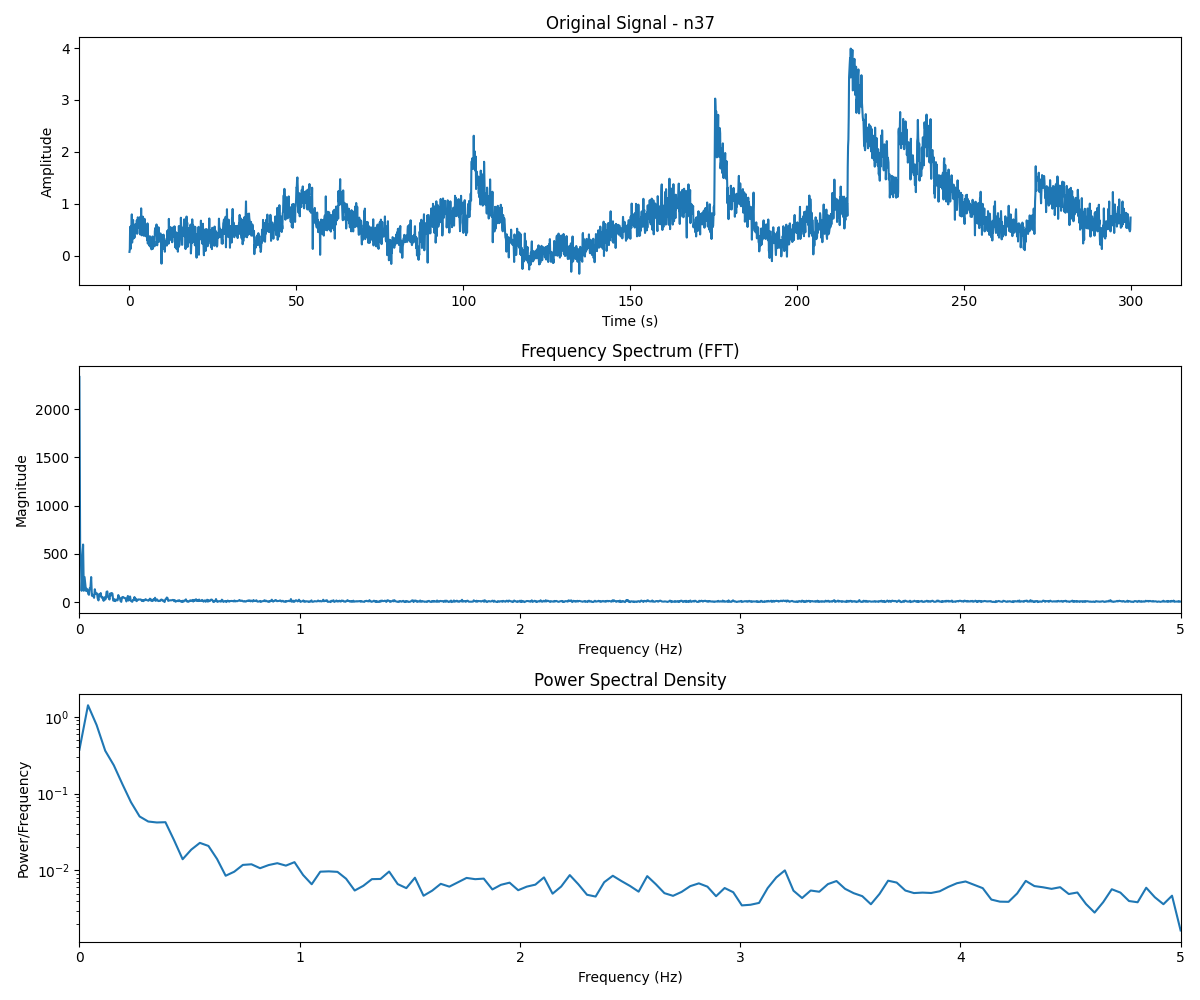 Original Signal - n37
Amplitude
4
3
2
1
0
0 50 100 150 200 250 300
Time (s)
Frequency Spectrum (FFT)
Magnitude
2000
1500
1000
500
0
0 1 2 3 4 5
Frequency (Hz)
Power Spectral Density
Power/Frequency
10⁰
10⁻¹
10⁻²
0 1 2 3 4 5
Frequency (Hz)